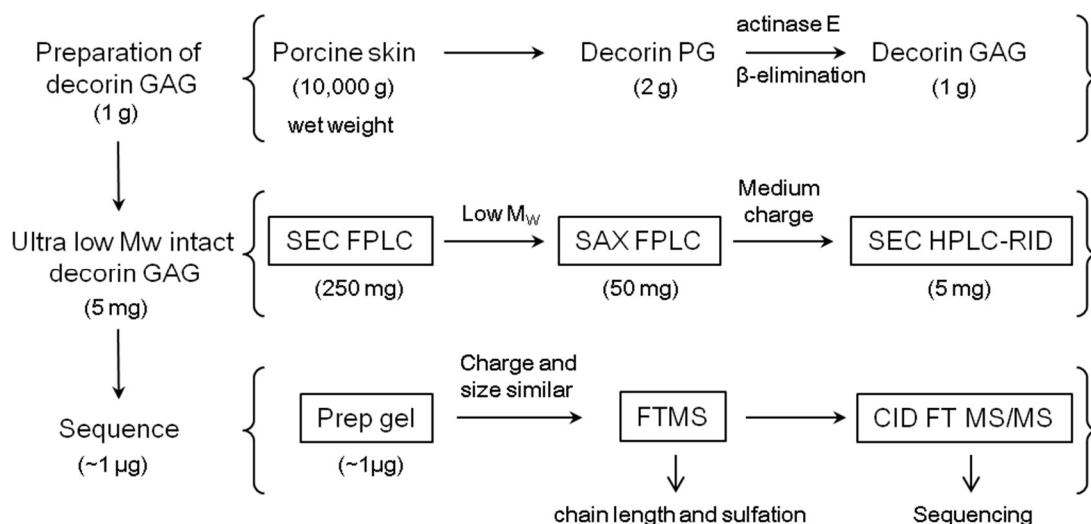 Preparation of
decorin GAG
(1 g)
Porcine skin
(10,000 g)
wet weight
Decorin PG
(2 g)
actinase E
β-elimination
Decorin GAG
(1 g)
Ultra low Mw intact
decorin GAG
(5 mg)
SEC FPLC
(250 mg)
Low MW
SAX FPLC
(50 mg)
Medium
charge
SEC HPLC-RID
(5 mg)
Sequence
(~1 µg)
Prep gel
(~1µg)
Charge and
size similar
FTMS
chain length and sulfation
CID FT MS/MS
Sequencing